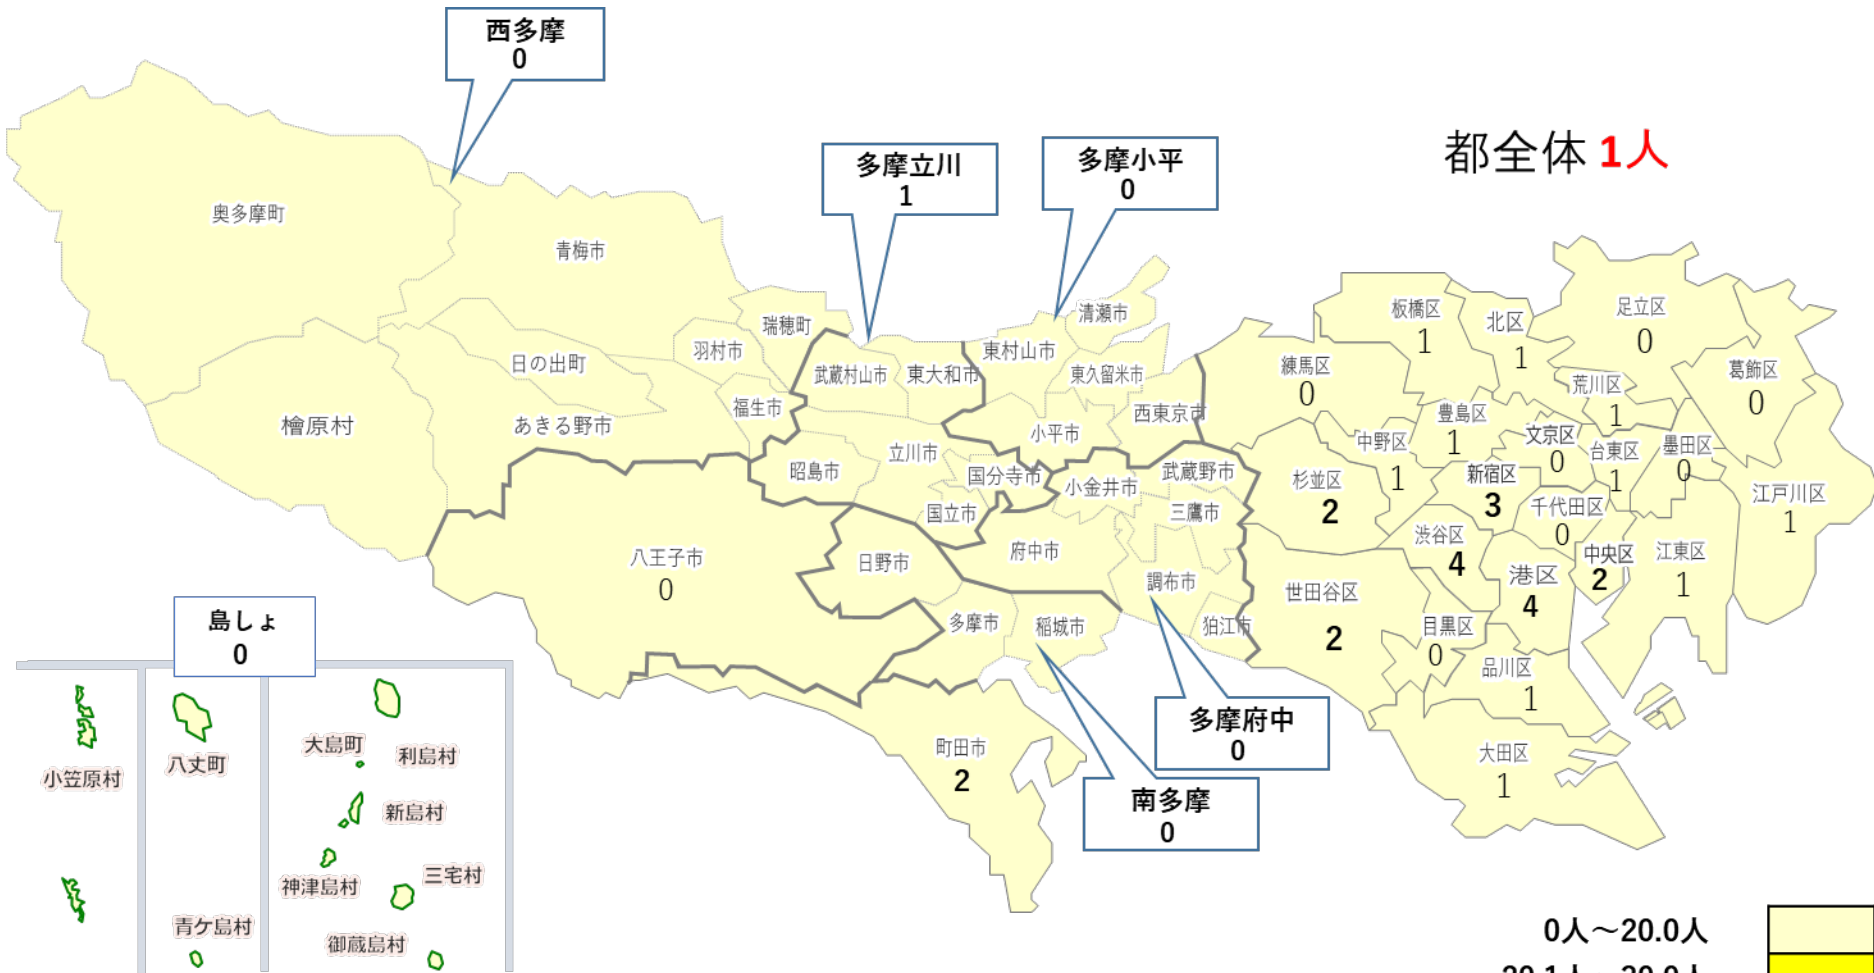 西多摩
0
多摩立川
1
多摩小平
0
都全体 1人
奥多摩町
青梅市
瑞穂町
羽村市
日の出町
福生市
あきる野市
檜原村
武蔵村山市
東大和市
東村山市
清瀬市
東久留米市
西東京市
小平市
立川市
昭島市
国分寺市
国立市
小金井市
武蔵野市
三鷹市
府中市
調布市
狛江市
八王子市
0
日野市
多摩市
稲城市
町田市
2
多摩府中
0
南多摩
0
板橋区
1
北区
1
足立区
0
葛飾区
0
荒川区
1
練馬区
0
豊島区
1
中野区
1
文京区
0
台東区
1
墨田区
0
江戸川区
1
杉並区
2
新宿区
3
千代田区
0
渋谷区
4
港区
4
中央区
2
江東区
1
世田谷区
2
目黒区
0
品川区
1
大田区
1
島しょ
0
小笠原村
八丈町
青ケ島村
大島町
利島村
新島村
神津島村
三宅村
御蔵島村
0人～20.0人